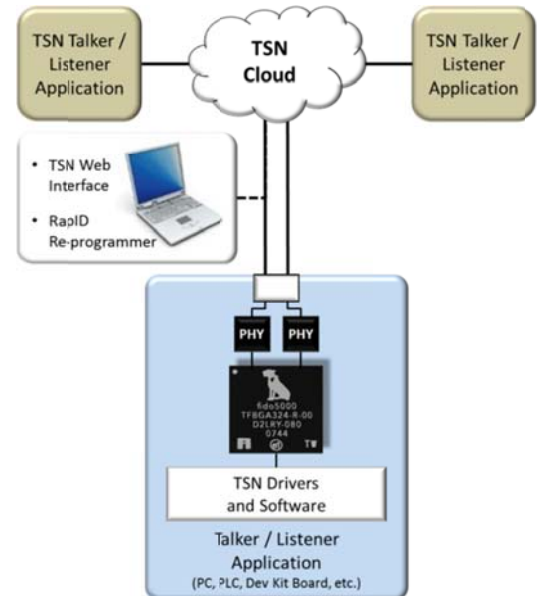 TSN Talker /
Listener
Application
TSN
Cloud
TSN Talker /
Listener
Application
• TSN Web
Interface
• RapID
Re-programmer
PHY
PHY
fido5000
TFBGA324-R-00
D2LRY-080
0744
TSN Drivers
and Software
Talker / Listener
Application
(PC, PLC, Dev Kit Board, etc.)